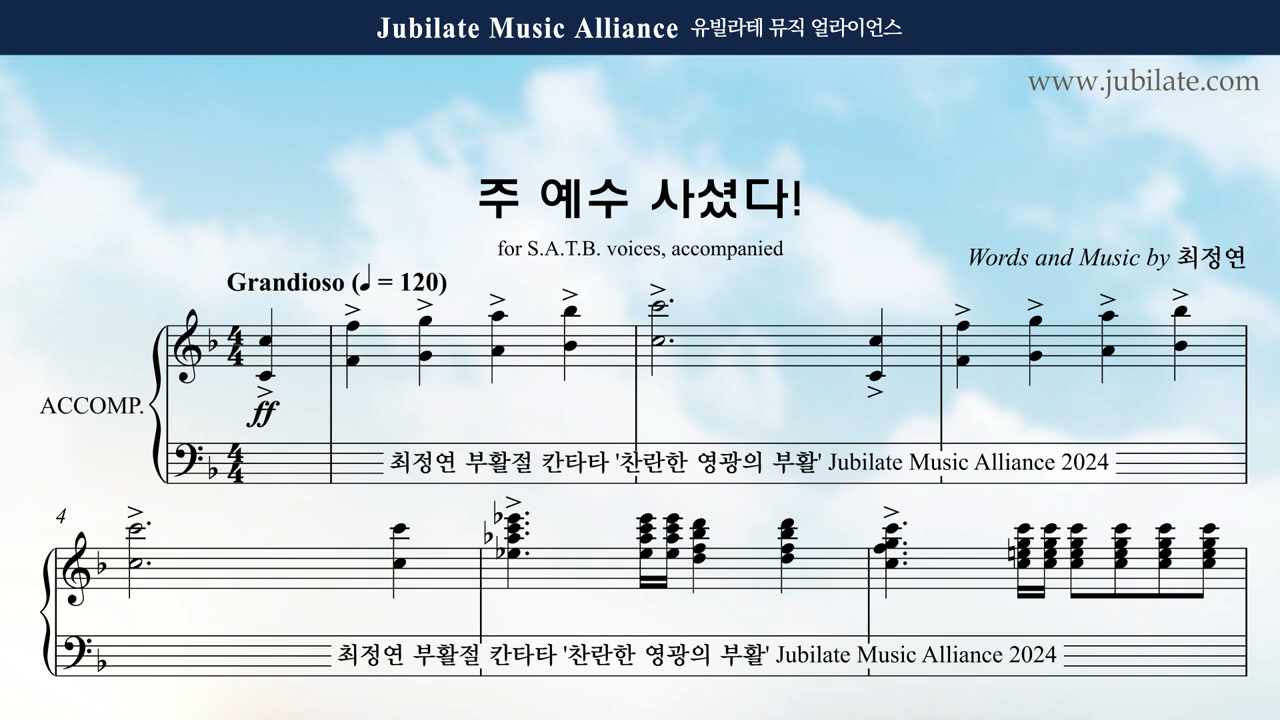 Jubilate Music Alliance 유빌라테 뮤직 얼라이언스
www.jubilate.com
주 예수 사셨다!
for S.A.T.B. voices, accompanied
Words and Music by 최정연
Grandioso (♩ = 120)
ACCOMP.
ff
최정연 부활절 칸타타 '찬란한 영광의 부활' Jubilate Music Alliance 2024
4
최정연 부활절 칸타타 '찬란한 영광의 부활' Jubilate Music Alliance 2024